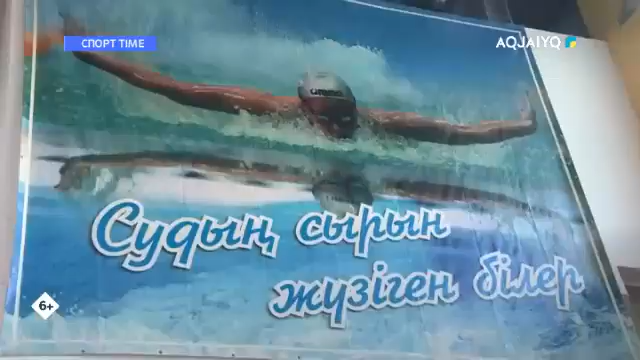 СПОРТ TIME
AQJAIYQ
Судың сырын
жүзіген білер
6+